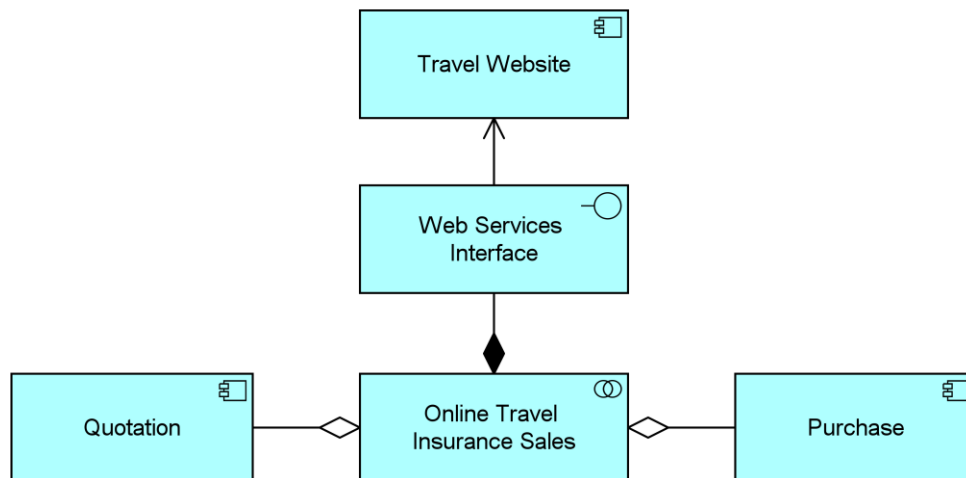 Travel Website
Web Services
Interface
Quotation
Online Travel
Insurance Sales
Purchase